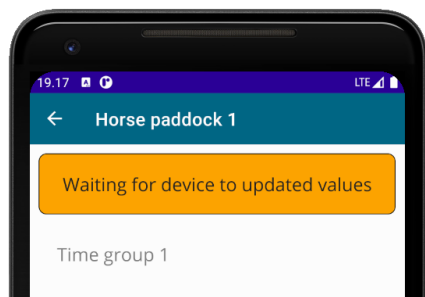 19.17
LTE
Horse paddock 1
Waiting for device to updated values
Time group 1